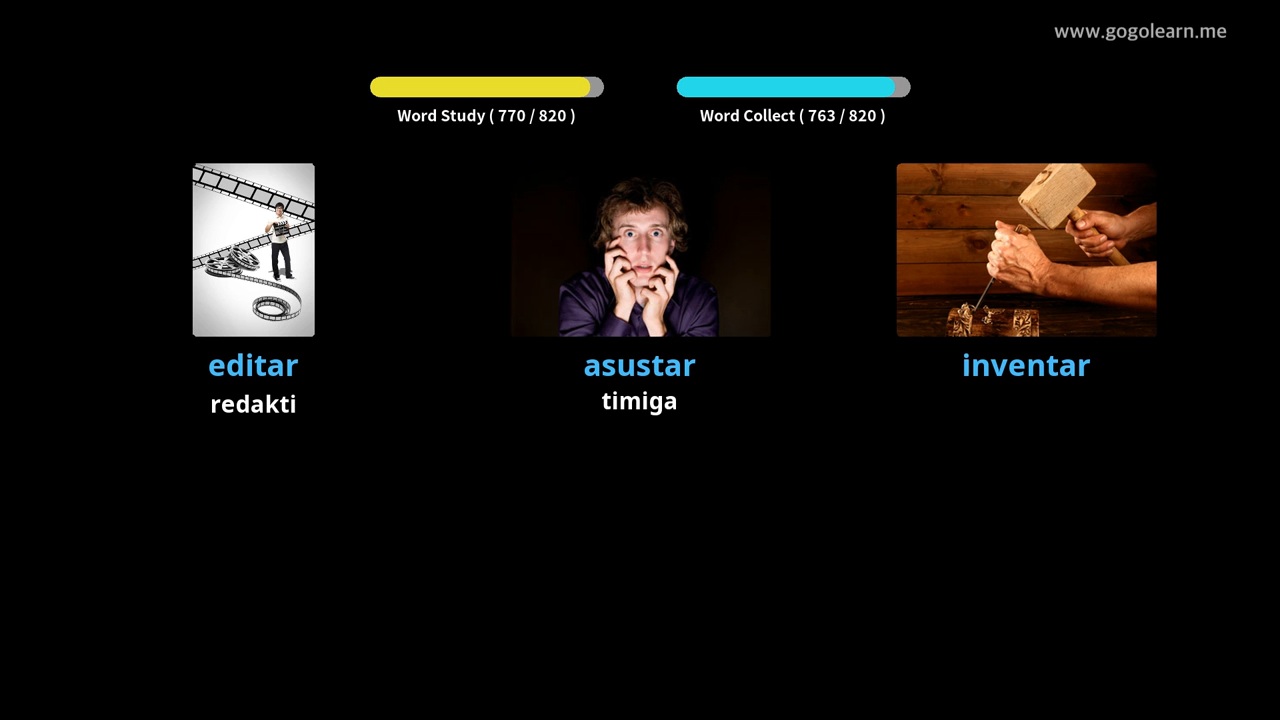 www.gogolearn.me
Word Study ( 770 / 820 )
Word Collect ( 763 / 820 )
editar
asustar
inventar
redakti
timiga